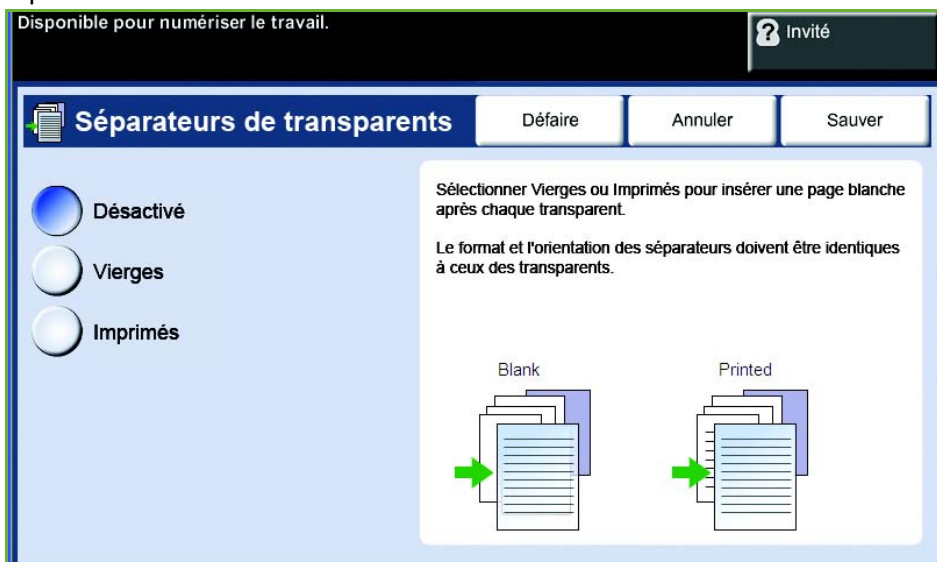 Disponible pour numériser le travail.
Invité
Séparateurs de transparents
Défaire
Annuler
Sauver
Désactivé
Vierges
Imprimés
Sélectionner Vierges ou Imprimés pour insérer une page blanche
après chaque transparent.
Le format et l'orientation des séparateurs doivent être identiques
à ceux des transparents.
Blank
Printed